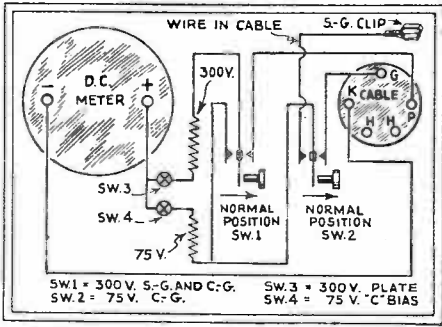 WIRE IN CABLE
S.-G. CLIP
D.C.
METER
- +
300 V.
G
CABLE
K
P
H H
SW.3
SW.4
75 V.
NORMAL
POSITION
SW.1
NORMAL
POSITION
SW.2
SW.1 = 300 V. S.-G. AND C.-G.
SW.2 = 75 V. C.-G.
SW.3 = 300 V. PLATE
SW.4 = 75 V. "C" BIAS